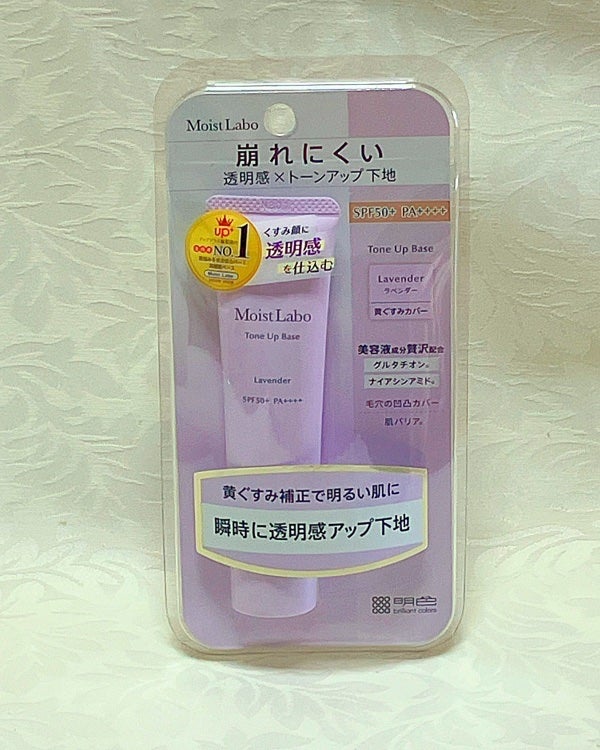 Moist Labo
崩れにくい
透明感×トーンアップ下地
up+
NO.1
Moist Labo
くすみ顔に
透明感
を仕込む
Moist Labo
Tone Up Base
Lavender
SPF50+ PA++++
SPF50+ PA++++
Tone Up Base
Lavender
ラベンダー
黄ぐすみカバー
美容液成分贅沢配合
グルタチオン。
ナイアシンアミド。
毛穴の凹凸カバー
肌バリア。
黄ぐすみ補正で明るい肌に
瞬時に透明感アップ下地
明色
brilliant colors